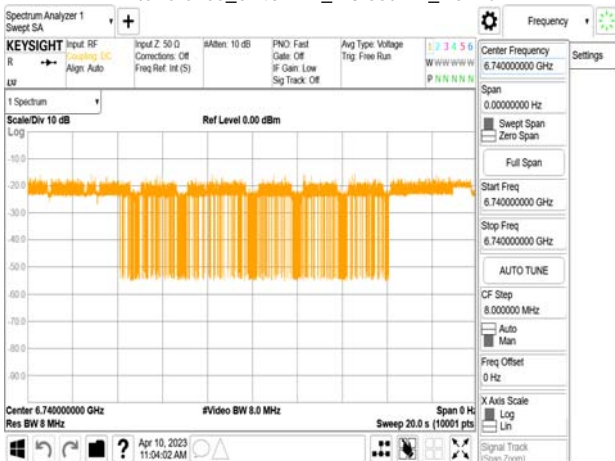 Spectrum Analyzer 1
Swept SA
+
Frequency
KEYSIGHT
R
Input: RF
Coupling: DC
Align: Auto
Input Z: 50 Ω
Corrections: Off
Freq Ref: Int (S)
#Atten: 10 dB
PNO: Fast
Gate: Off
IF Gain: Low
Sig Track: Off
Avg Type: Voltage
Trig: Free Run
1 2 3 4 5 6
W W W W W W
P N N N N N
1 Spectrum
Scale/Div 10 dB
Ref Level 0.00 dBm
Log
-10.0
-20.0
-30.0
-40.0
-50.0
-60.0
-70.0
-80.0
-90.0
Center 6.740000000 GHz
#Video BW 8.0 MHz
Span 0 Hz
Res BW 8 MHz
Sweep 20.0 s (10001 pts)
Apr 10, 2023
11:04:02 AM
Center Frequency
6.740000000 GHz
Settings
Span
0.00000000 Hz
Swept Span
Zero Span
Full Span
Start Freq
6.740000000 GHz
Stop Freq
6.740000000 GHz
AUTO TUNE
CF Step
8.000000 MHz
Auto
Man
Freq Offset
0 Hz
X Axis Scale
Log
Lin
Signal Track
(Span Zoom)